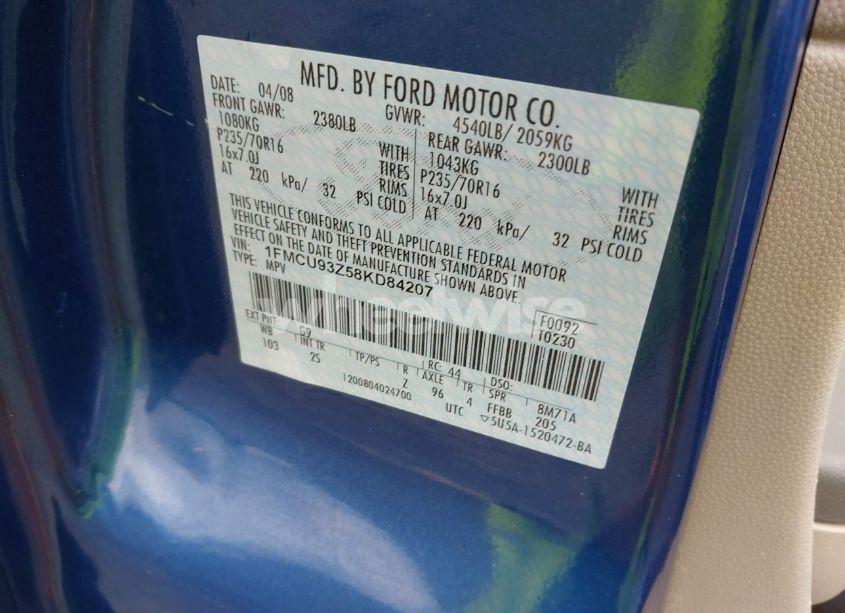 MFD. BY FORD MOTOR CO.
DATE: 04/08 GVWR: 4540LB/ 2059KG
FRONT GAWR: 2380LB REAR GAWR: 2300LB
1080KG WITH 1043KG WITH
P235/70R16 TIRES P235/70R16 TIRES
16x7.0J RIMS 16x7.0J RIMS
AT 220 kPa/ 32 PSI COLD AT 220 kPa/ 32 PSI COLD
THIS VEHICLE CONFORMS TO ALL APPLICABLE FEDERAL MOTOR
VEHICLE SAFETY AND THEFT PREVENTION STANDARDS IN
EFFECT ON THE DATE OF MANUFACTURE SHOWN ABOVE.
VIN: 1FMCU93Z58KD84207
TYPE: MPV
F0092
T0230
EXT PNT: G9 RC: 44 DSO:
WB INT TR TP/PS R AXLE TR SPR 8M71A
103 2S Z 96 4 FFBB 205
1200804024700 UTC ▽5U5A-1520472-BA